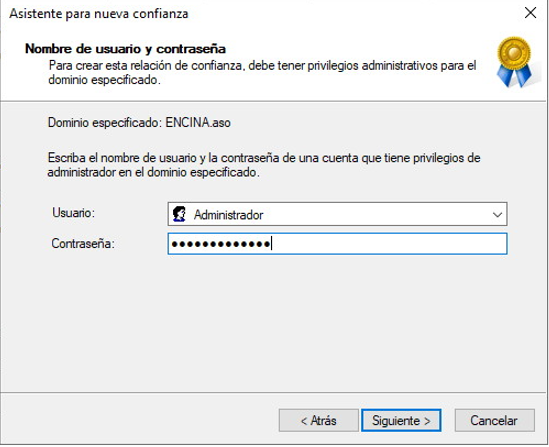 Asistente para nueva confianza
Nombre de usuario y contraseña
Para crear esta relación de confianza, debe tener privilegios administrativos para el
dominio especificado.
Dominio especificado: ENCINA.aso
Escriba el nombre de usuario y la contraseña de una cuenta que tiene privilegios de
administrador en el dominio especificado.
Usuario:
Administrador
Contraseña:
●●●●●●●●●●●●●
< Atrás
Siguiente >
Cancelar